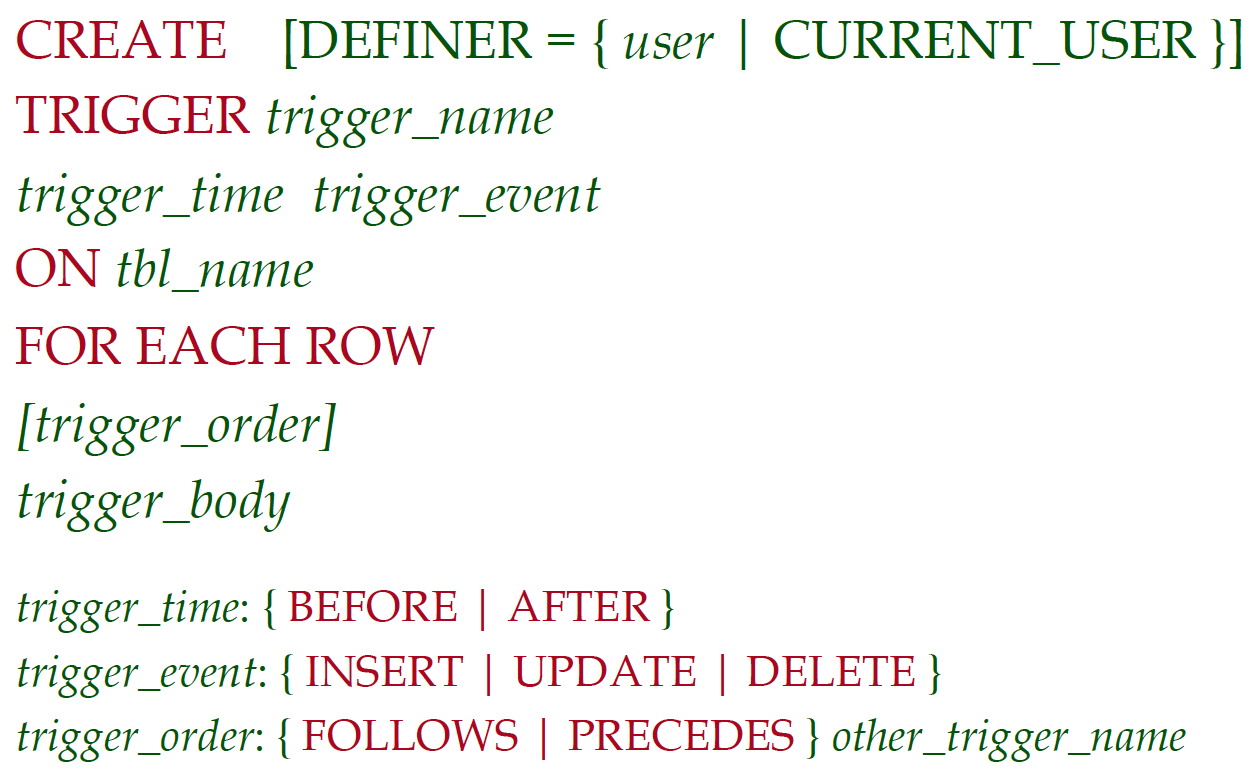 CREATE [DEFINER = { user | CURRENT_USER }]
TRIGGER trigger_name
trigger_time trigger_event
ON tbl_name
FOR EACH ROW
[trigger_order]
trigger_body
trigger_time: { BEFORE | AFTER }
trigger_event: { INSERT | UPDATE | DELETE }
trigger_order: { FOLLOWS | PRECEDES } other_trigger_name